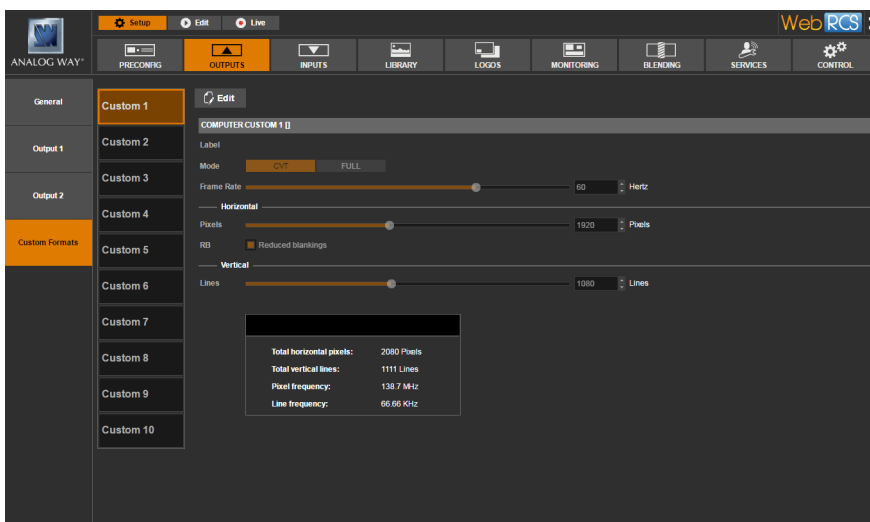 Setup Edit Live
Web RCS
ANALOG WAY®
PRECONFIG OUTPUTS INPUTS LIBRARY LOGOS MONITORING BLENDING SERVICES CONTROL
General
Output 1
Output 2
Custom Formats
Custom 1
Custom 2
Custom 3
Custom 4
Custom 5
Custom 6
Custom 7
Custom 8
Custom 9
Custom 10
Edit
COMPUTER CUSTOM 1 []
Label
Mode CVT FULL
Frame Rate 60 Hertz
Horizontal
Pixels 1920 Pixels
RB Reduced blankings
Vertical
Lines 1080 Lines
Total horizontal pixels: 2080 Pixels
Total vertical lines: 1111 Lines
Pixel frequency: 138.7 MHz
Line frequency: 66.66 KHz